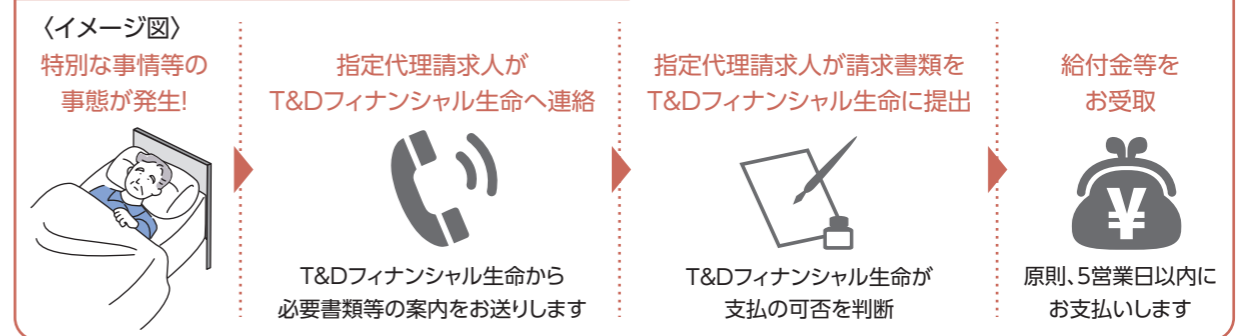 〈イメージ図〉
特別な事情等の
事態が発生!
指定代理請求人が
T&Dフィナンシャル生命へ連絡
T&Dフィナンシャル生命から
必要書類等の案内をお送りします
指定代理請求人が請求書類を
T&Dフィナンシャル生命に提出
T&Dフィナンシャル生命が
支払の可否を判断
給付金等を
お受取
¥
原則、5営業日以内に
お支払いします